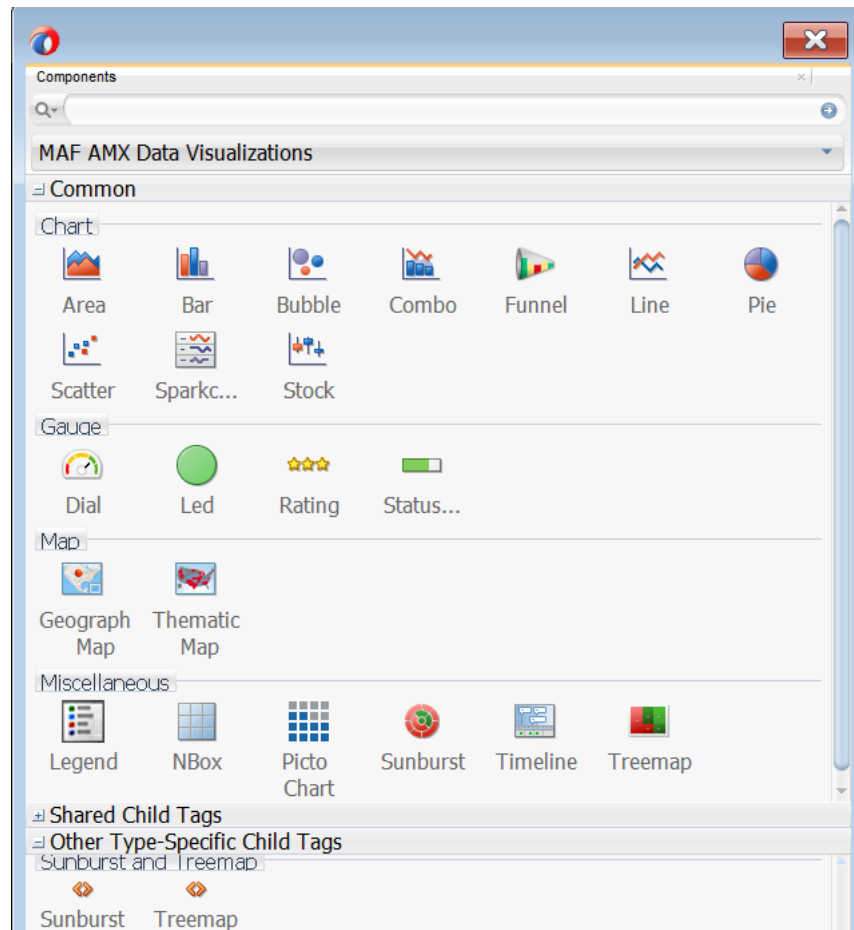 Components
MAF AMX Data Visualizations
Common
Chart
Area Bar Bubble Combo Funnel Line Pie
Scatter Sparkc... Stock
Gauge
Dial Led Rating Status...
Map
Geograph Thematic
Map Map
Miscellaneous
Legend NBox Picto Sunburst Timeline Treemap
Chart
Shared Child Tags
Other Type-Specific Child Tags
Sunburst and Treemap
Sunburst Treemap